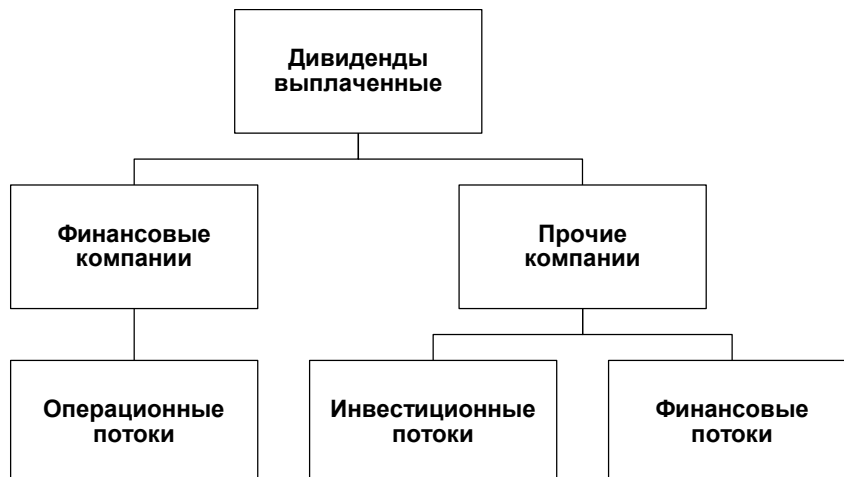 Дивиденды
выплаченные
Финансовые
компании
Прочие
компании
Операционные
потоки
Инвестиционные
потоки
Финансовые
потоки